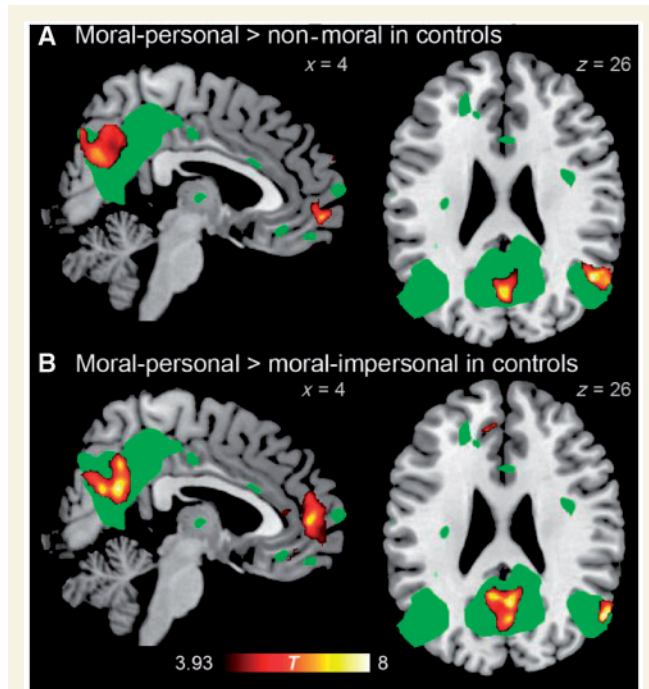 A Moral-personal > non-moral in controls
x = 4 z = 26
B Moral-personal > moral-impersonal in controls
x = 4 z = 26
3.93 T 8